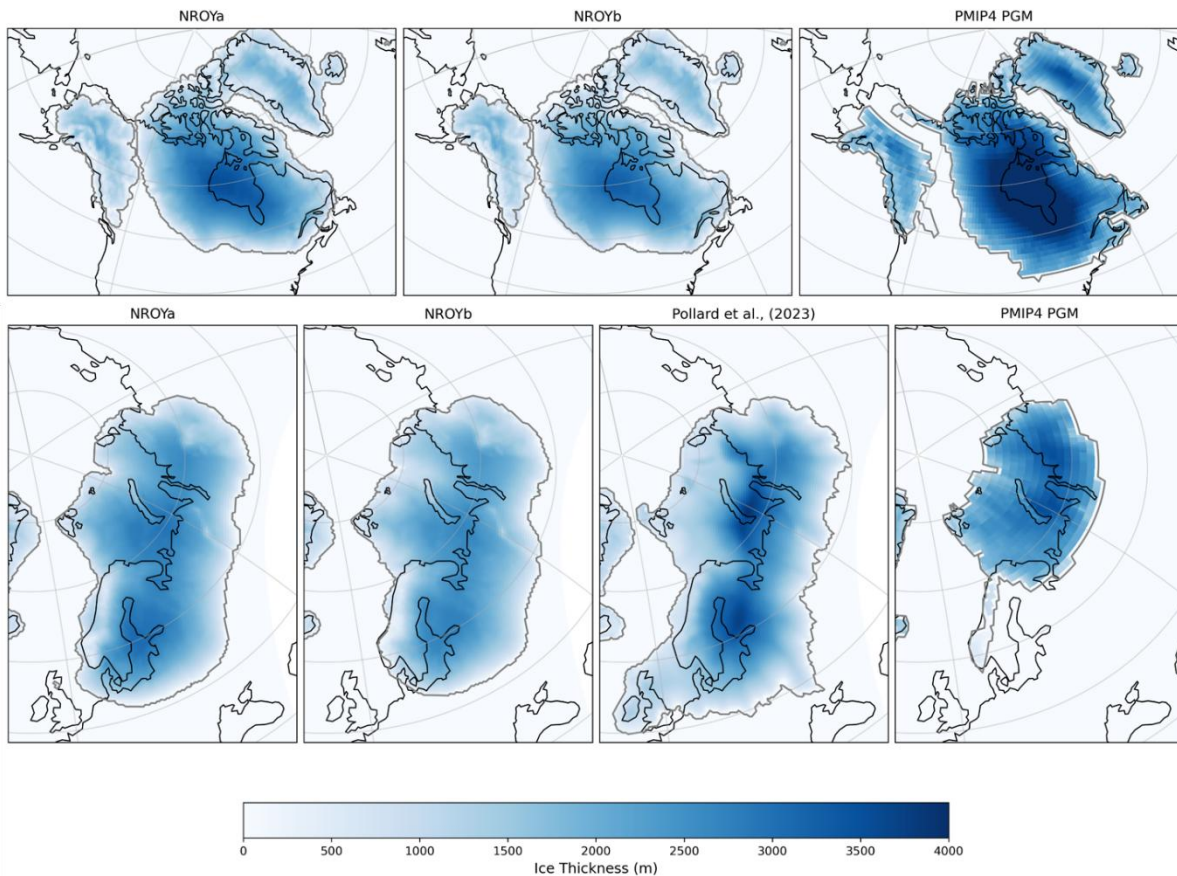 NROYa
NROYb
PMIP4 PGM
NROYa
NROYb
Pollard et al., (2023)
PMIP4 PGM
0
500
1000
1500
2000
2500
3000
3500
4000
Ice Thickness (m)